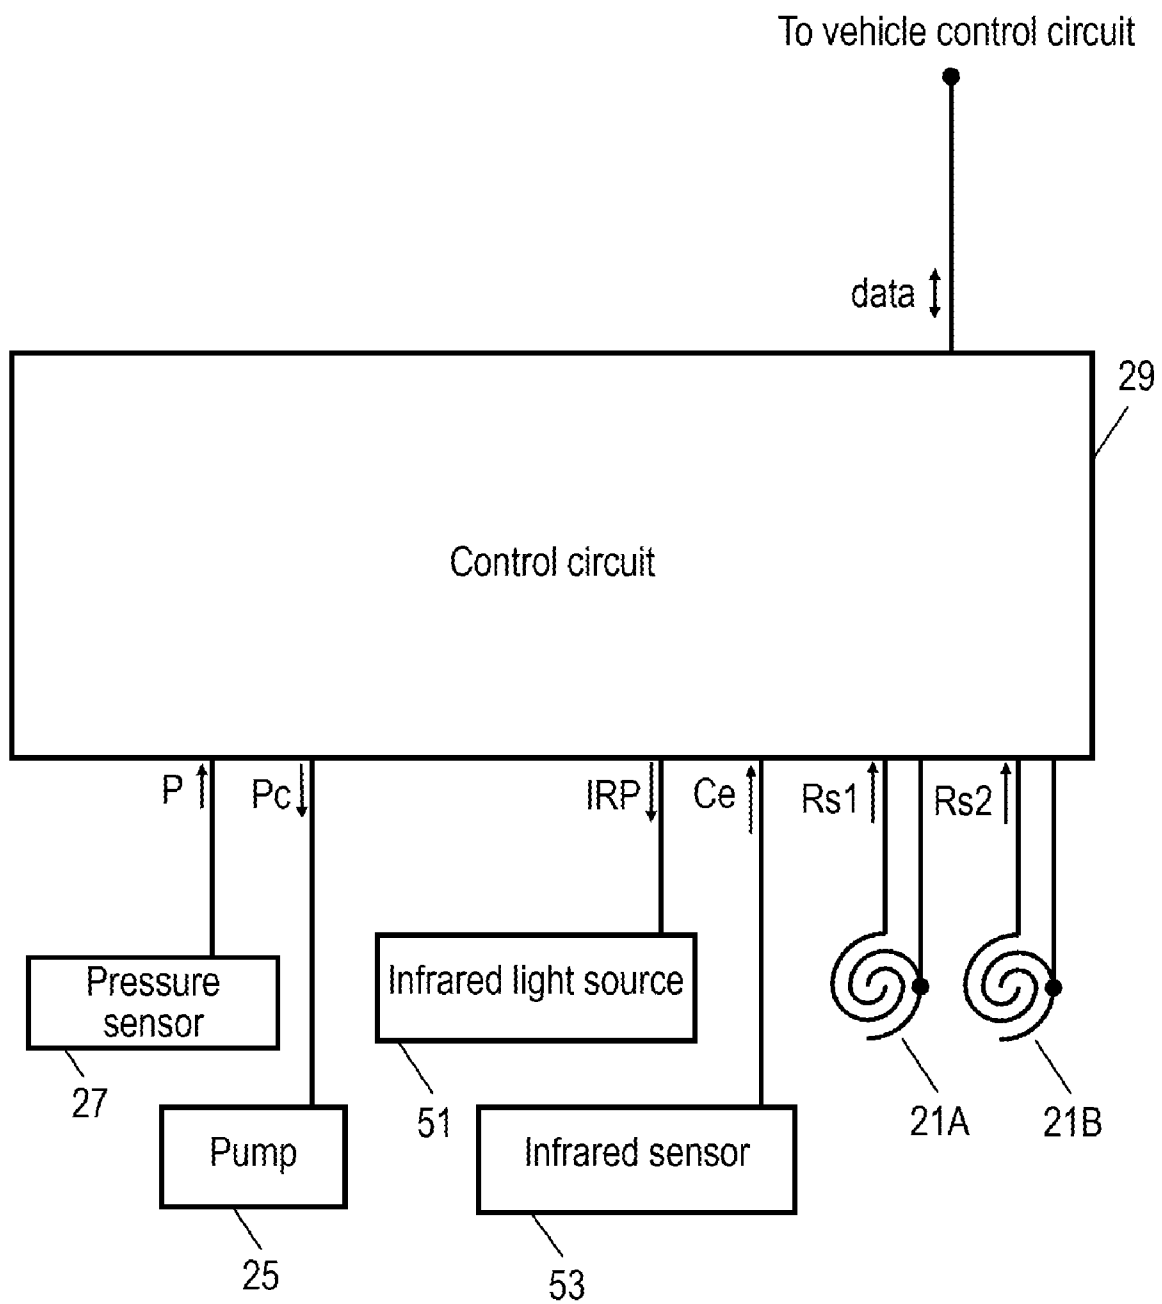 To vehicle control circuit
data
29
Control circuit
P
Pc
IRP
Ce
Rs1
Rs2
Pressure
sensor
Infrared light source
27
51
21A
21B
Pump
Infrared sensor
25
53